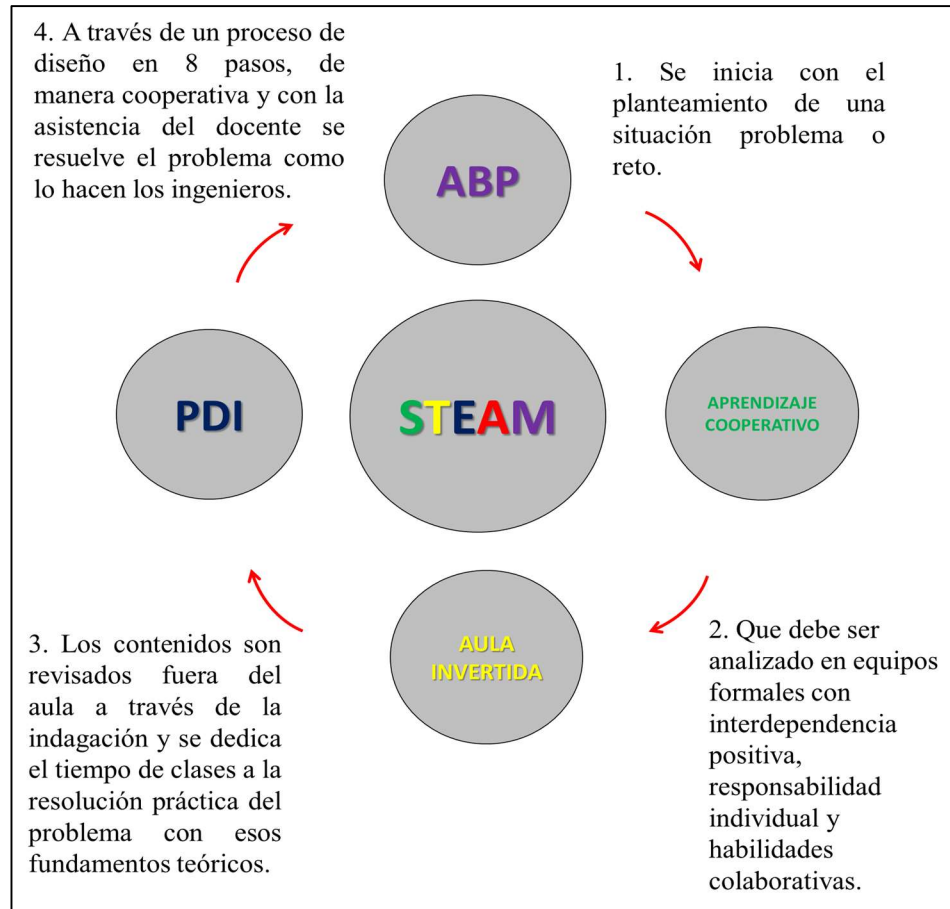 4. A través de un proceso de
diseño en 8 pasos, de
manera cooperativa y con la
asistencia del docente se
resuelve el problema como
lo hacen los ingenieros.
1. Se inicia con el
planteamiento de una
situación problema o
reto.
ABP
PDI
STEAM
APRENDIZAJE
COOPERATIVO
AULA
INVERTIDA
3. Los contenidos son
revisados fuera del
aula a través de la
indagación y se dedica
el tiempo de clases a la
resolución práctica del
problema con esos
fundamentos teóricos.
2. Que debe ser
analizado en equipos
formales con
interdependencia
positiva,
responsabilidad
individual y
habilidades
colaborativas.